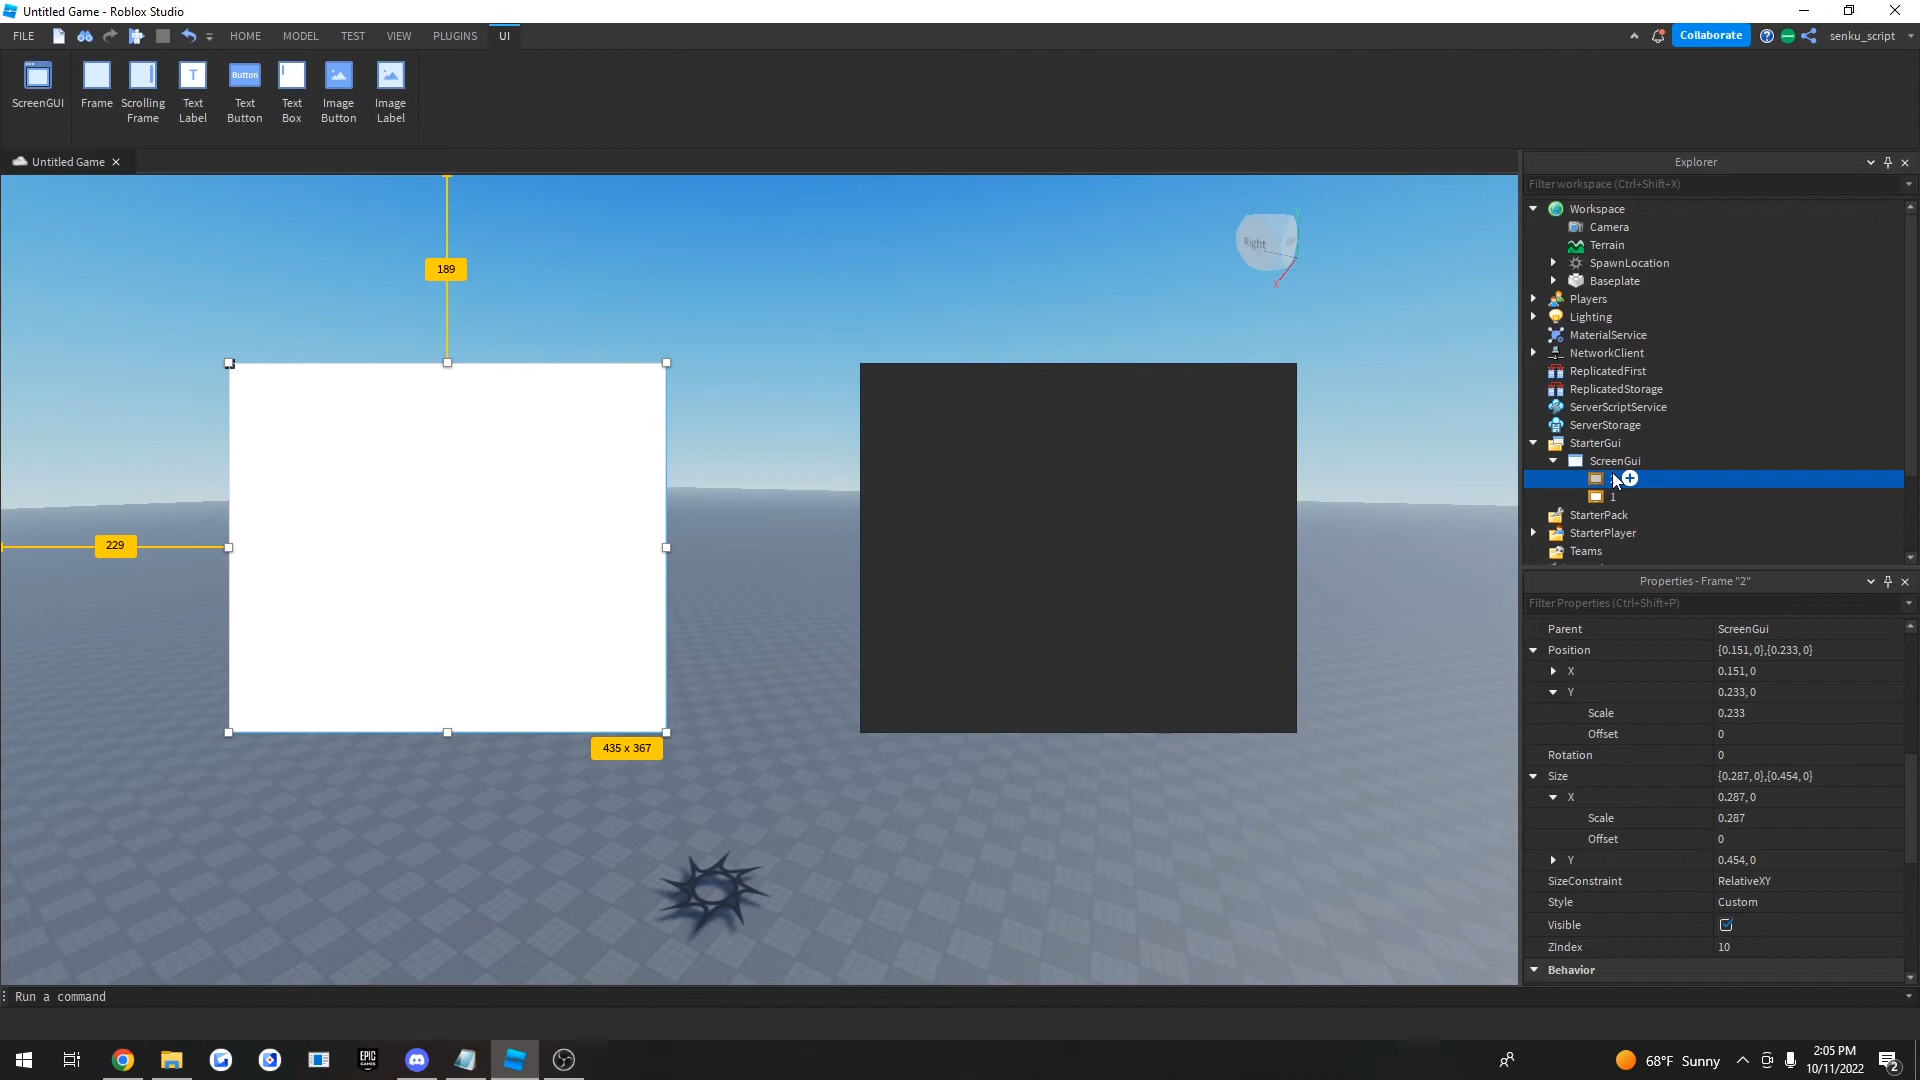 Untitled Game - Roblox Studio
FILE HOME MODEL TEST VIEW PLUGINS UI Collaborate senku_script
ScreenGUI
Frame
Scrolling
Frame
Text
Label
Button
Text
Button
Text
Box
Image
Button
Image
Label
Untitled Game
189
229
435 x 367
Right
Y
X
Explorer
Filter workspace (Ctrl+Shift+X)
Workspace
Camera
Terrain
SpawnLocation
Baseplate
Players
Lighting
MaterialService
NetworkClient
ReplicatedFirst
ReplicatedStorage
ServerScriptService
ServerStorage
StarterGui
ScreenGui
1
StarterPack
StarterPlayer
Teams
Properties - Frame "2"
Filter Properties (Ctrl+Shift+P)
Parent ScreenGui
Position {0.151, 0},{0.233, 0}
X 0.151, 0
Y 0.233, 0
Scale 0.233
Offset 0
Rotation 0
Size {0.287, 0},{0.454, 0}
X 0.287, 0
Scale 0.287
Offset 0
Y 0.454, 0
SizeConstraint RelativeXY
Style Custom
Visible
ZIndex 10
Behavior
Run a command
EPIC
GAMES
68°F Sunny
2:05 PM
10/11/2022
2